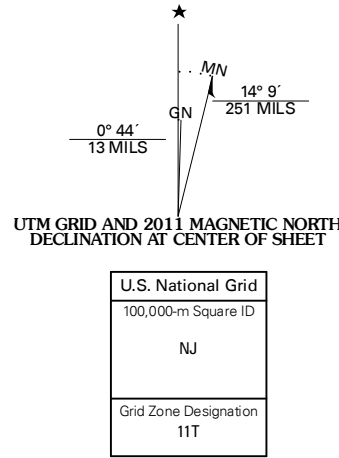 ★
MN
GN
14° 9´
251 MILS
0° 44´
13 MILS
UTM GRID AND 2011 MAGNETIC NORTH
DECLINATION AT CENTER OF SHEET
U.S. National Grid
100,000-m Square ID
NJ
Grid Zone Designation
11T